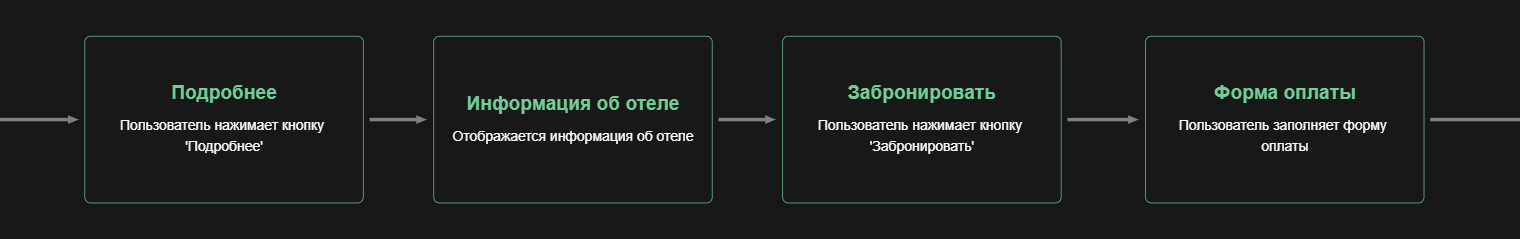 Подробнее
Пользователь нажимает кнопку
'Подробнее'
Информация об отеле
Отображается информация об отеле
Забронировать
Пользователь нажимает кнопку
'Забронировать'
Форма оплаты
Пользователь заполняет форму
оплаты